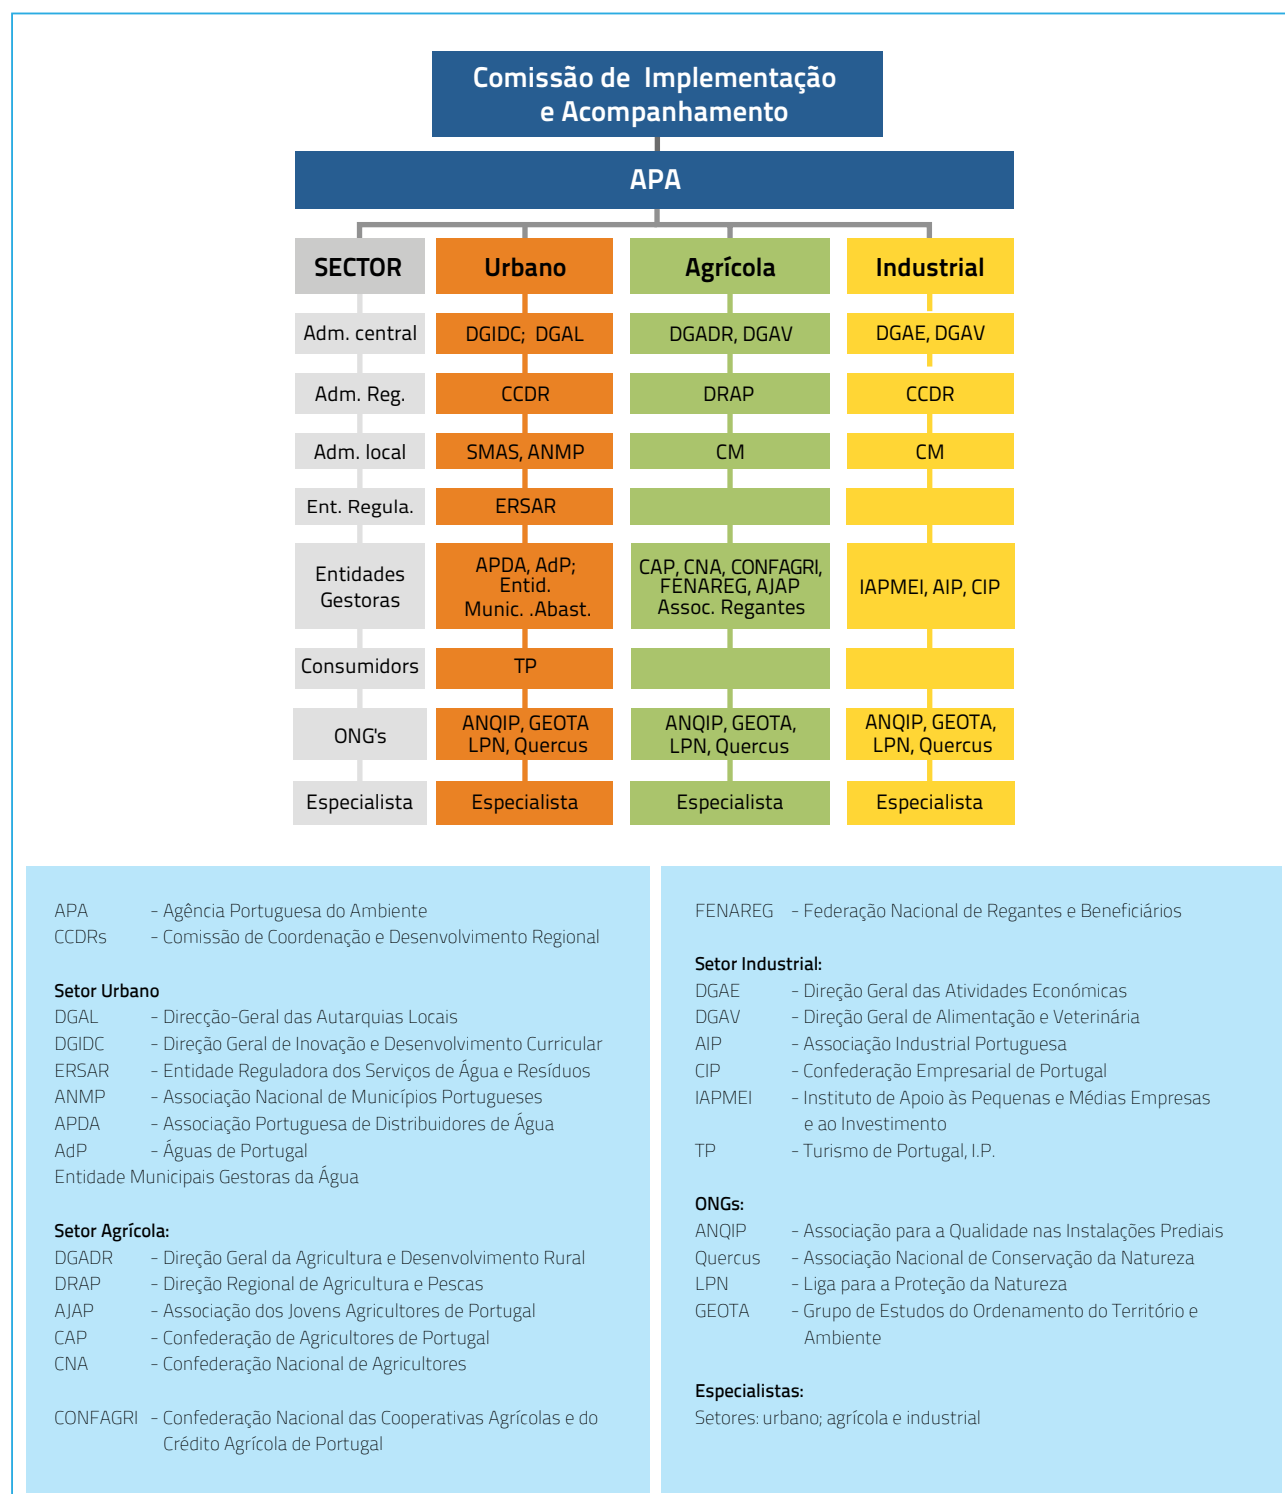 Comissão de Implementação
e Acompanhamento
APA
SECTOR Urbano Agrícola Industrial
Adm. central DGIDC; DGAL DGADR, DGAV DGAE, DGAV
Adm. Reg. CCDR DRAP CCDR
Adm. local SMAS, ANMP CM CM
Ent. Regula. ERSAR
Entidades
Gestoras
APDA, AdP;
Entid.
Munic. .Abast.
CAP, CNA, CONFAGRI,
FENAREG, AJAP
Assoc. Regantes
IAPMEI, AIP, CIP
Consumidors TP
ONG's
ANQIP, GEOTA
LPN, Quercus
ANQIP, GEOTA,
LPN, Quercus
ANQIP, GEOTA,
LPN, Quercus
Especialista Especialista Especialista Especialista
APA - Agência Portuguesa do Ambiente
CCDRs - Comissão de Coordenação e Desenvolvimento Regional
Setor Urbano
DGAL - Direcção-Geral das Autarquias Locais
DGIDC - Direção Geral de Inovação e Desenvolvimento Curricular
ERSAR - Entidade Reguladora dos Serviços de Água e Resíduos
ANMP - Associação Nacional de Municípios Portugueses
APDA - Associação Portuguesa de Distribuidores de Água
AdP - Águas de Portugal
Entidade Municipais Gestoras da Água
Setor Agrícola:
DGADR - Direção Geral da Agricultura e Desenvolvimento Rural
DRAP - Direção Regional de Agricultura e Pescas
AJAP - Associação dos Jovens Agricultores de Portugal
CAP - Confederação de Agricultores de Portugal
CNA - Confederação Nacional de Agricultores
CONFAGRI - Confederação Nacional das Cooperativas Agrícolas e do
Crédito Agrícola de Portugal
FENAREG - Federação Nacional de Regantes e Beneficiários
Setor Industrial:
DGAE - Direção Geral das Atividades Económicas
DGAV - Direção Geral de Alimentação e Veterinária
AIP - Associação Industrial Portuguesa
CIP - Confederação Empresarial de Portugal
IAPMEI - Instituto de Apoio às Pequenas e Médias Empresas
e ao Investimento
TP - Turismo de Portugal, I.P.
ONGs:
ANQIP - Associação para a Qualidade nas Instalações Prediais
Quercus - Associação Nacional de Conservação da Natureza
LPN - Liga para a Proteção da Natureza
GEOTA - Grupo de Estudos do Ordenamento do Território e
Ambiente
Especialistas:
Setores: urbano; agrícola e industrial